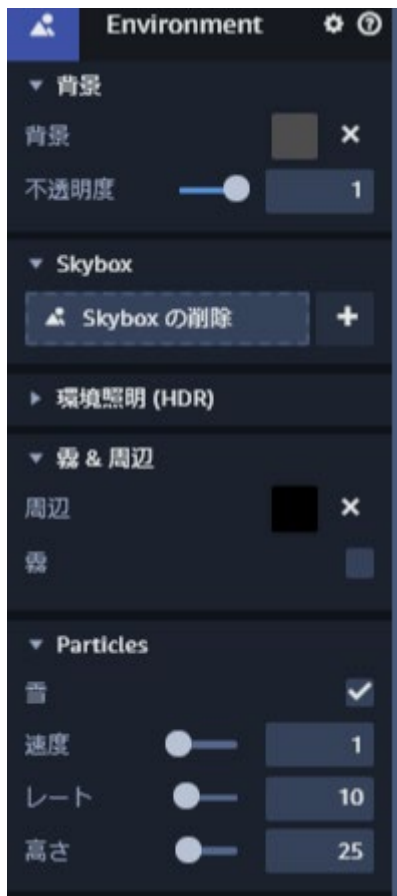 Environment
背景
背景
不透明度 1
Skybox
Skybox の削除
環境照明 (HDR)
霧 & 周辺
周辺
霧
Particles
雪
速度 1
レート 10
高さ 25